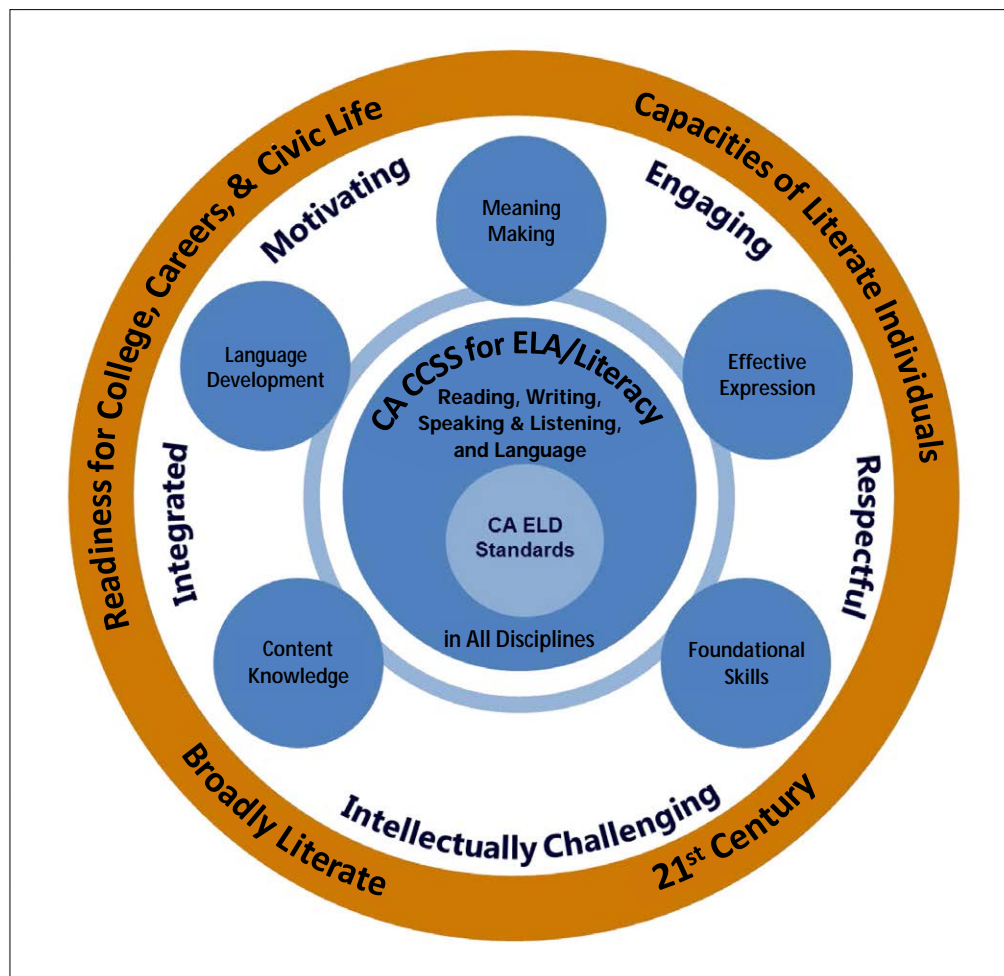 Readiness for College, Careers, & Civic Life
Capacities of Literate Individuals
Motivating
Engaging
Meaning
Making
Language
Development
Effective
Expression
CA CCSS for ELA/Literacy
Reading, Writing,
Speaking & Listening,
and Language
CA ELD
Standards
in All Disciplines
Integrated
Respectful
Content
Knowledge
Foundational
Skills
Intellectually Challenging
Broadly Literate
21st Century